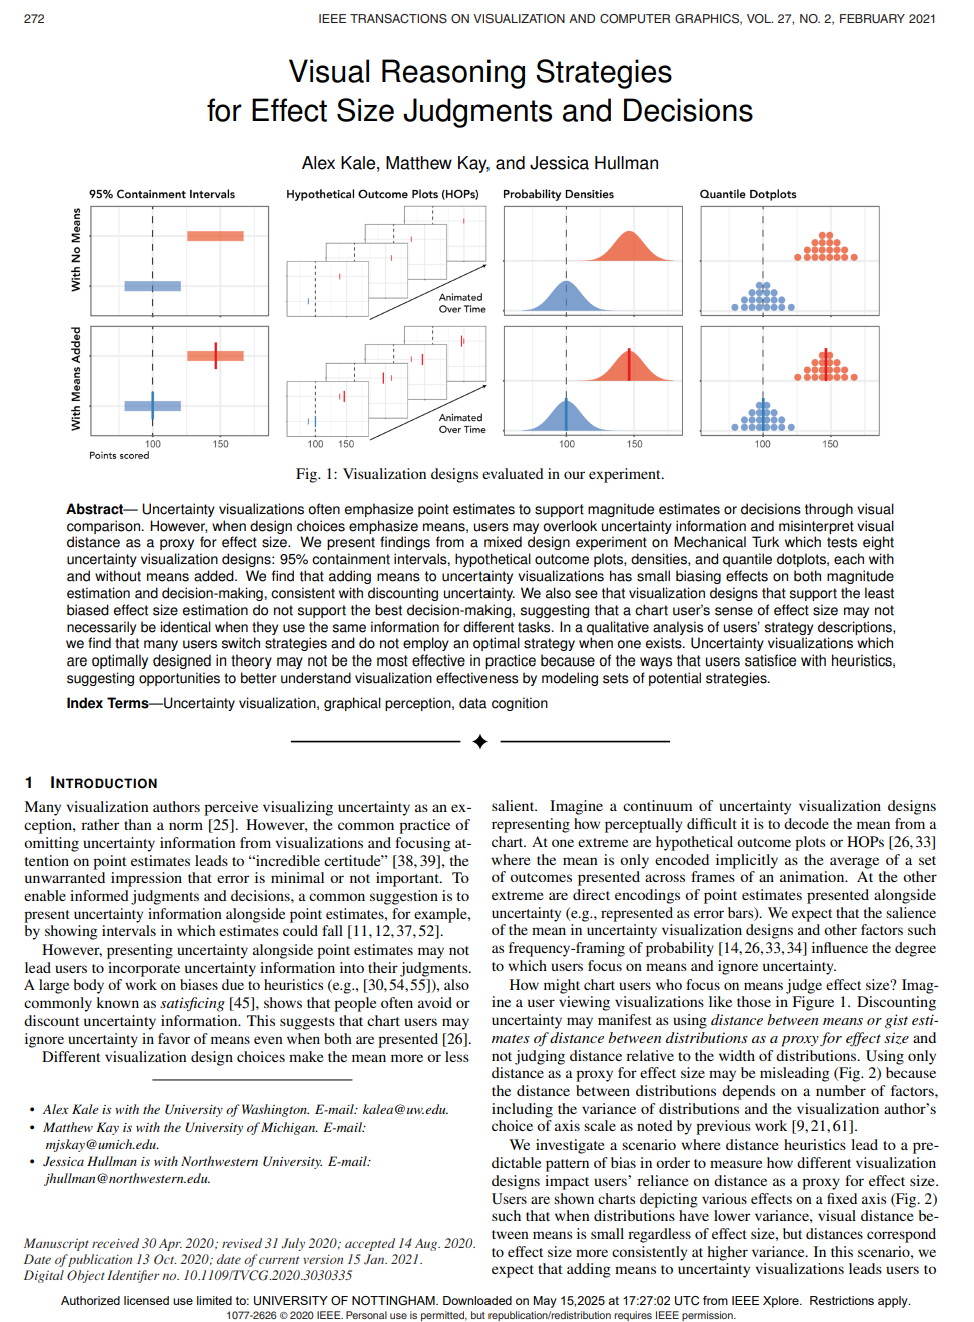 272
IEEE TRANSACTIONS ON VISUALIZATION AND COMPUTER GRAPHICS, VOL. 27, NO. 2, FEBRUARY 2021
Visual Reasoning Strategies
for Effect Size Judgments and Decisions
Alex Kale, Matthew Kay, and Jessica Hullman
95% Containment Intervals
Hypothetical Outcome Plots (HOPs)
Probability Densities
Quantile Dotplots
With No Means
Animated
Over Time
With Means Added
Animated
Over Time
100 150
100 150
100 150
100 150
Points scored
Fig. 1: Visualization designs evaluated in our experiment.
Abstract— Uncertainty visualizations often emphasize point estimates to support magnitude estimates or decisions through visual
comparison. However, when design choices emphasize means, users may overlook uncertainty information and misinterpret visual
distance as a proxy for effect size. We present findings from a mixed design experiment on Mechanical Turk which tests eight
uncertainty visualization designs: 95% containment intervals, hypothetical outcome plots, densities, and quantile dotplots, each with
and without means added. We find that adding means to uncertainty visualizations has small biasing effects on both magnitude
estimation and decision-making, consistent with discounting uncertainty. We also see that visualization designs that support the least
biased effect size estimation do not support the best decision-making, suggesting that a chart user's sense of effect size may not
necessarily be identical when they use the same information for different tasks. In a qualitative analysis of users' strategy descriptions,
we find that many users switch strategies and do not employ an optimal strategy when one exists. Uncertainty visualizations which
are optimally designed in theory may not be the most effective in practice because of the ways that users satisfice with heuristics,
suggesting opportunities to better understand visualization effectiveness by modeling sets of potential strategies.
Index Terms—Uncertainty visualization, graphical perception, data cognition
1 INTRODUCTION
Many visualization authors perceive visualizing uncertainty as an ex-
ception, rather than a norm [25]. However, the common practice of
omitting uncertainty information from visualizations and focusing at-
tention on point estimates leads to “incredible certitude” [38, 39], the
unwarranted impression that error is minimal or not important. To
enable informed judgments and decisions, a common suggestion is to
present uncertainty information alongside point estimates, for example,
by showing intervals in which estimates could fall [11, 12, 37, 52].
However, presenting uncertainty alongside point estimates may not
lead users to incorporate uncertainty information into their judgments.
A large body of work on biases due to heuristics (e.g., [30,54,55]), also
commonly known as satisficing [45], shows that people often avoid or
discount uncertainty information. This suggests that chart users may
ignore uncertainty in favor of means even when both are presented [26].
Different visualization design choices make the mean more or less
• Alex Kale is with the University of Washington. E-mail: kalea@uw.edu.
• Matthew Kay is with the University of Michigan. E-mail:
mjskay@umich.edu.
• Jessica Hullman is with Northwestern University. E-mail:
jhullman@northwestern.edu.
Manuscript received 30 Apr. 2020; revised 31 July 2020; accepted 14 Aug. 2020.
Date of publication 13 Oct. 2020; date of current version 15 Jan. 2021.
Digital Object Identifier no. 10.1109/TVCG.2020.3030335
salient. Imagine a continuum of uncertainty visualization designs
representing how perceptually difficult it is to decode the mean from a
chart. At one extreme are hypothetical outcome plots or HOPs [26, 33]
where the mean is only encoded implicitly as the average of a set
of outcomes presented across frames of an animation. At the other
extreme are direct encodings of point estimates presented alongside
uncertainty (e.g., represented as error bars). We expect that the salience
of the mean in uncertainty visualization designs and other factors such
as frequency-framing of probability [14,26,33,34] influence the degree
to which users focus on means and ignore uncertainty.
How might chart users who focus on means judge effect size? Imag-
ine a user viewing visualizations like those in Figure 1. Discounting
uncertainty may manifest as using distance between means or gist esti-
mates of distance between distributions as a proxy for effect size and
not judging distance relative to the width of distributions. Using only
distance as a proxy for effect size may be misleading (Fig. 2) because
the distance between distributions depends on a number of factors,
including the variance of distributions and the visualization author's
choice of axis scale as noted by previous work [9, 21, 61].
We investigate a scenario where distance heuristics lead to a pre-
dictable pattern of bias in order to measure how different visualization
designs impact users' reliance on distance as a proxy for effect size.
Users are shown charts depicting various effects on a fixed axis (Fig. 2)
such that when distributions have lower variance, visual distance be-
tween means is small regardless of effect size, but distances correspond
to effect size more consistently at higher variance. In this scenario, we
expect that adding means to uncertainty visualizations leads users to
Authorized licensed use limited to: UNIVERSITY OF NOTTINGHAM. Downloaded on May 15,2025 at 17:27:02 UTC from IEEE Xplore. Restrictions apply.
1077-2626 © 2020 IEEE. Personal use is permitted, but republication/redistribution requires IEEE permission.